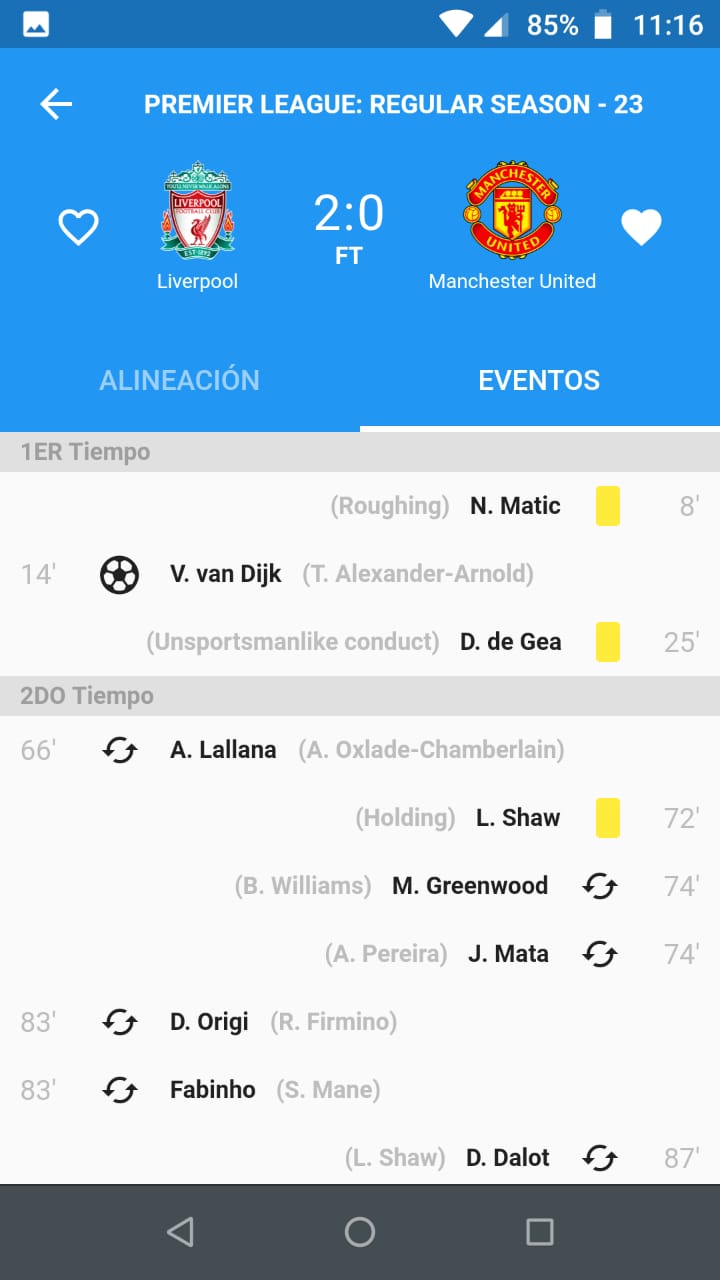 85% 11:16
PREMIER LEAGUE: REGULAR SEASON - 23
YOU'LL NEVER WALK ALONE
LIVERPOOL
FOOTBALL CLUB
EST·1892
2:0
FT
MANCHESTER
UNITED
Liverpool
Manchester United
ALINEACIÓN
EVENTOS
1ER Tiempo
(Roughing) N. Matic 8'
14' V. van Dijk (T. Alexander-Arnold)
(Unsportsmanlike conduct) D. de Gea 25'
2DO Tiempo
66' A. Lallana (A. Oxlade-Chamberlain)
(Holding) L. Shaw 72'
(B. Williams) M. Greenwood 74'
(A. Pereira) J. Mata 74'
83' D. Origi (R. Firmino)
83' Fabinho (S. Mane)
(L. Shaw) D. Dalot 87'